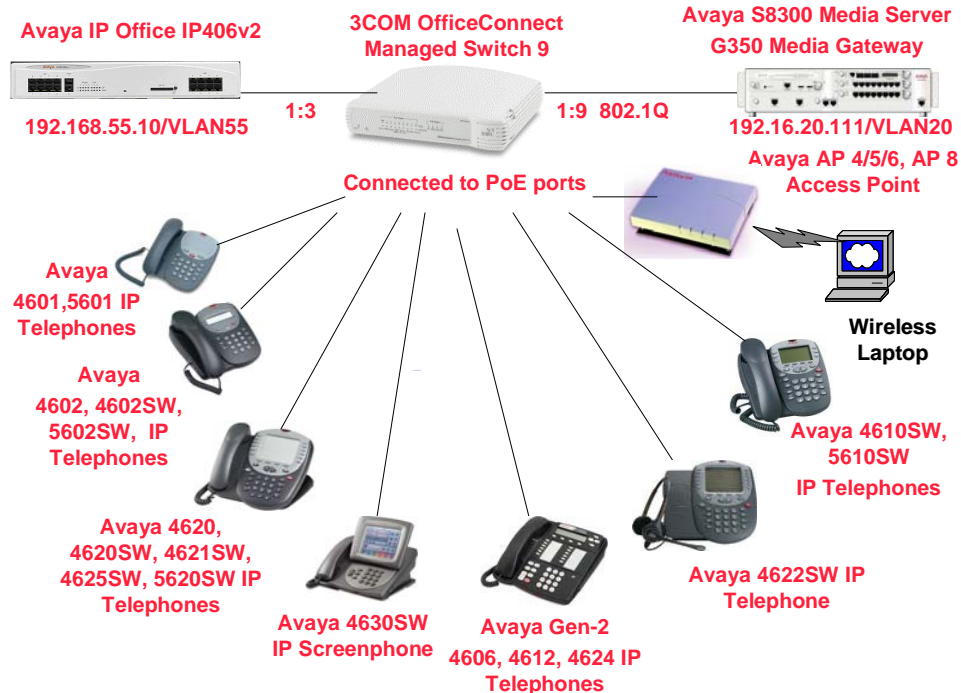 Avaya IP Office IP406v2
3COM OfficeConnect
Managed Switch 9
Avaya S8300 Media Server
G350 Media Gateway
192.168.55.10/VLAN55
1:3
1:9 802.1Q
192.16.20.111/VLAN20
Avaya AP 4/5/6, AP 8
Access Point
Connected to PoE ports
Wireless
Laptop
Avaya
4601,5601 IP
Telephones
Avaya
4602, 4602SW,
5602SW, IP
Telephones
Avaya 4620,
4620SW, 4621SW,
4625SW, 5620SW IP
Telephones
Avaya 4630SW
IP Screenphone
Avaya Gen-2
4606, 4612, 4624 IP
Telephones
Avaya 4622SW IP
Telephone
Avaya 4610SW,
5610SW
IP Telephones